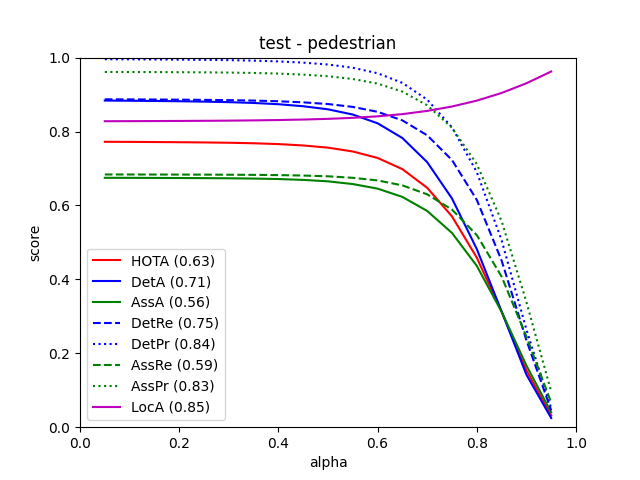 test - pedestrian
1.0
0.8
0.6
0.4
0.2
0.0
score
HOTA (0.63)
DetA (0.71)
AssA (0.56)
DetRe (0.75)
DetPr (0.84)
AssRe (0.59)
AssPr (0.83)
LocA (0.85)
0.0 0.2 0.4 0.6 0.8 1.0
alpha